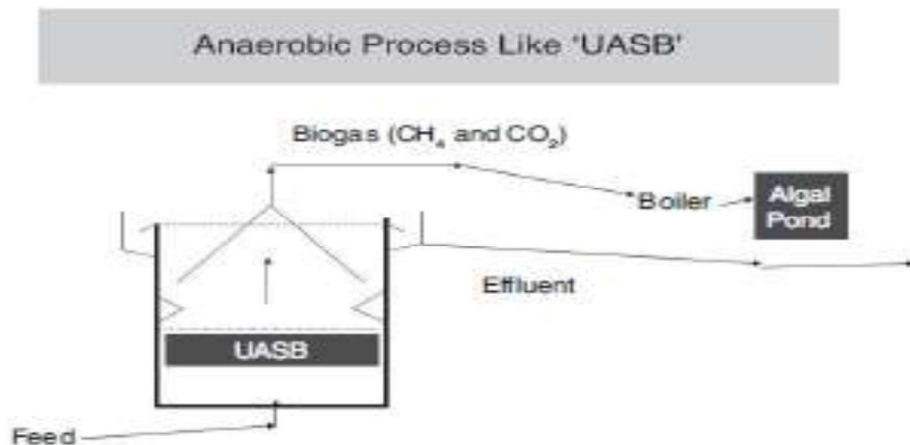 Anaerobic Process Like 'UASB'
Biogas (CH₄ and CO₂)
Boiler
Algal
Pond
Effluent
UASB
Feed